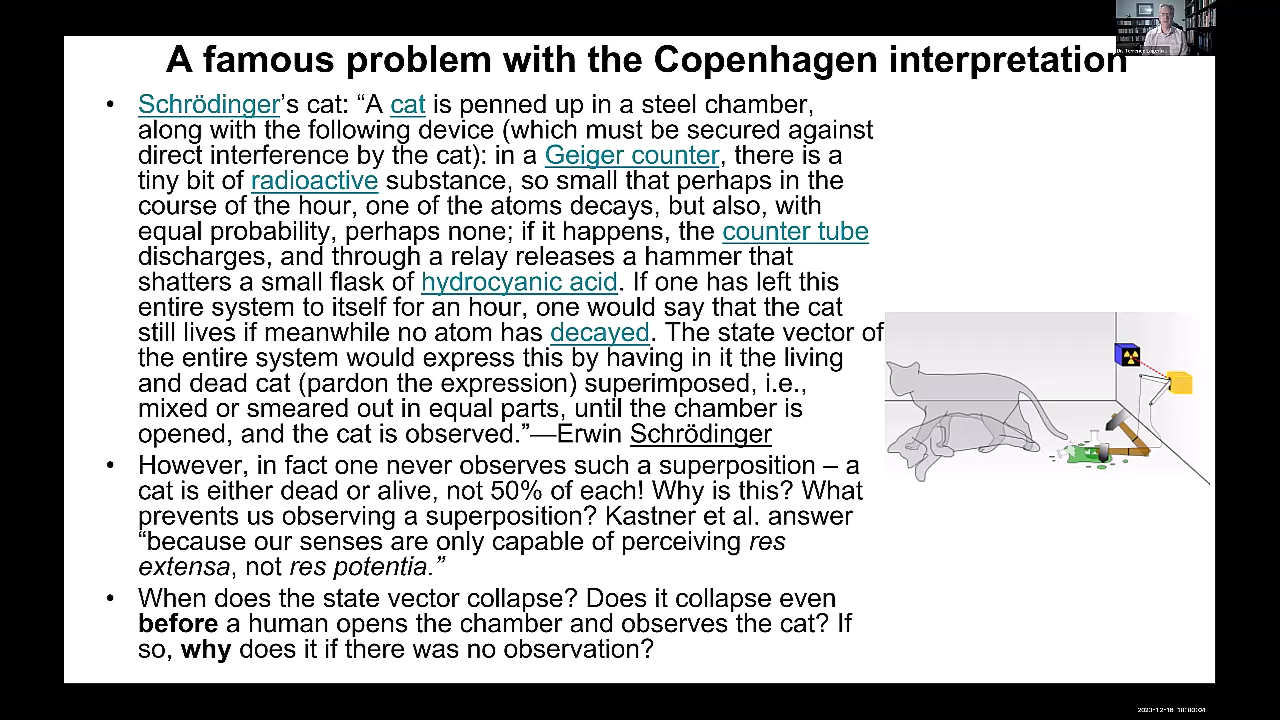 A famous problem with the Copenhagen interpretation
• Schrödinger’s cat: “A cat is penned up in a steel chamber,
along with the following device (which must be secured against
direct interference by the cat): in a Geiger counter, there is a
tiny bit of radioactive substance, so small that perhaps in the
course of the hour, one of the atoms decays, but also, with
equal probability, perhaps none; if it happens, the counter tube
discharges, and through a relay releases a hammer that
shatters a small flask of hydrocyanic acid. If one has left this
entire system to itself for an hour, one would say that the cat
still lives if meanwhile no atom has decayed. The state vector of
the entire system would express this by having in it the living
and dead cat (pardon the expression) superimposed, i.e.,
mixed or smeared out in equal parts, until the chamber is
opened, and the cat is observed.”—Erwin Schrödinger
• However, in fact one never observes such a superposition – a
cat is either dead or alive, not 50% of each! Why is this? What
prevents us observing a superposition? Kastner et al. answer
“because our senses are only capable of perceiving res
extensa, not res potentia.”
• When does the state vector collapse? Does it collapse even
before a human opens the chamber and observes the cat? If
so, why does it if there was no observation?
Dr. Terrence